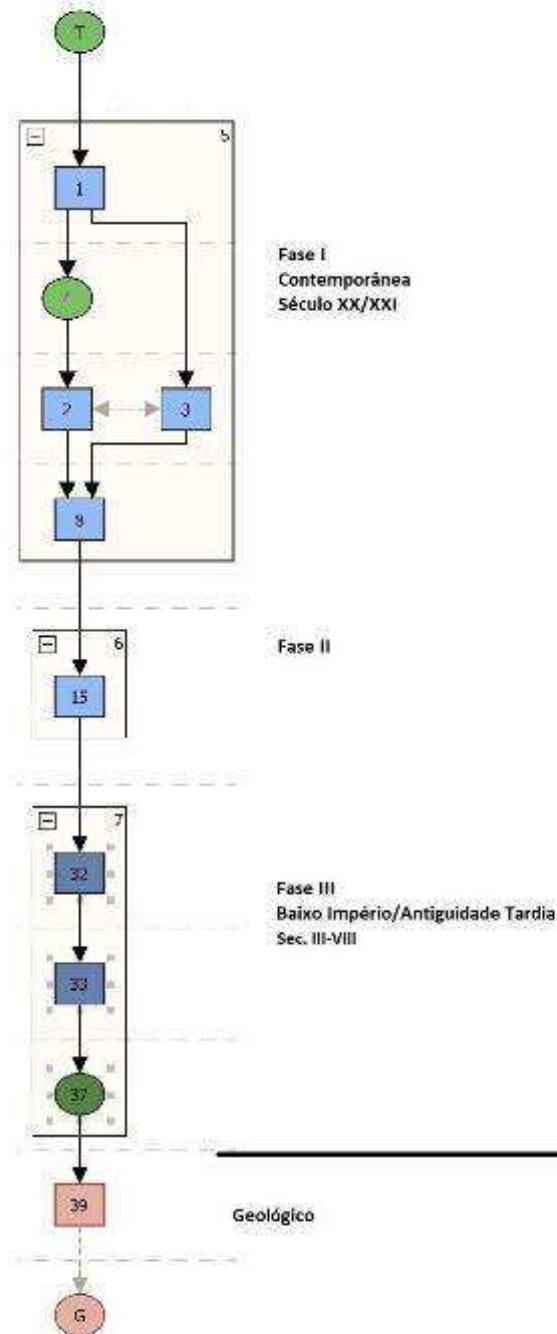 T
5
1
Fase I
Contemporânea
Século XX/XXI
2
3
6
Fase II
15
7
32
Fase III
Baixo Império/Antiguidade Tardia
Sec. III-VIII
33
37
39
Geológico
G